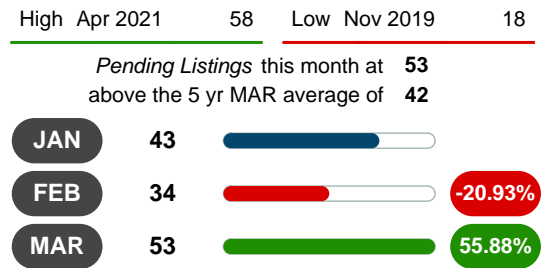 High Apr 2021 58 Low Nov 2019 18
Pending Listings this month at 53
above the 5 yr MAR average of 42
JAN 43
FEB 34 -20.93%
MAR 53 55.88%